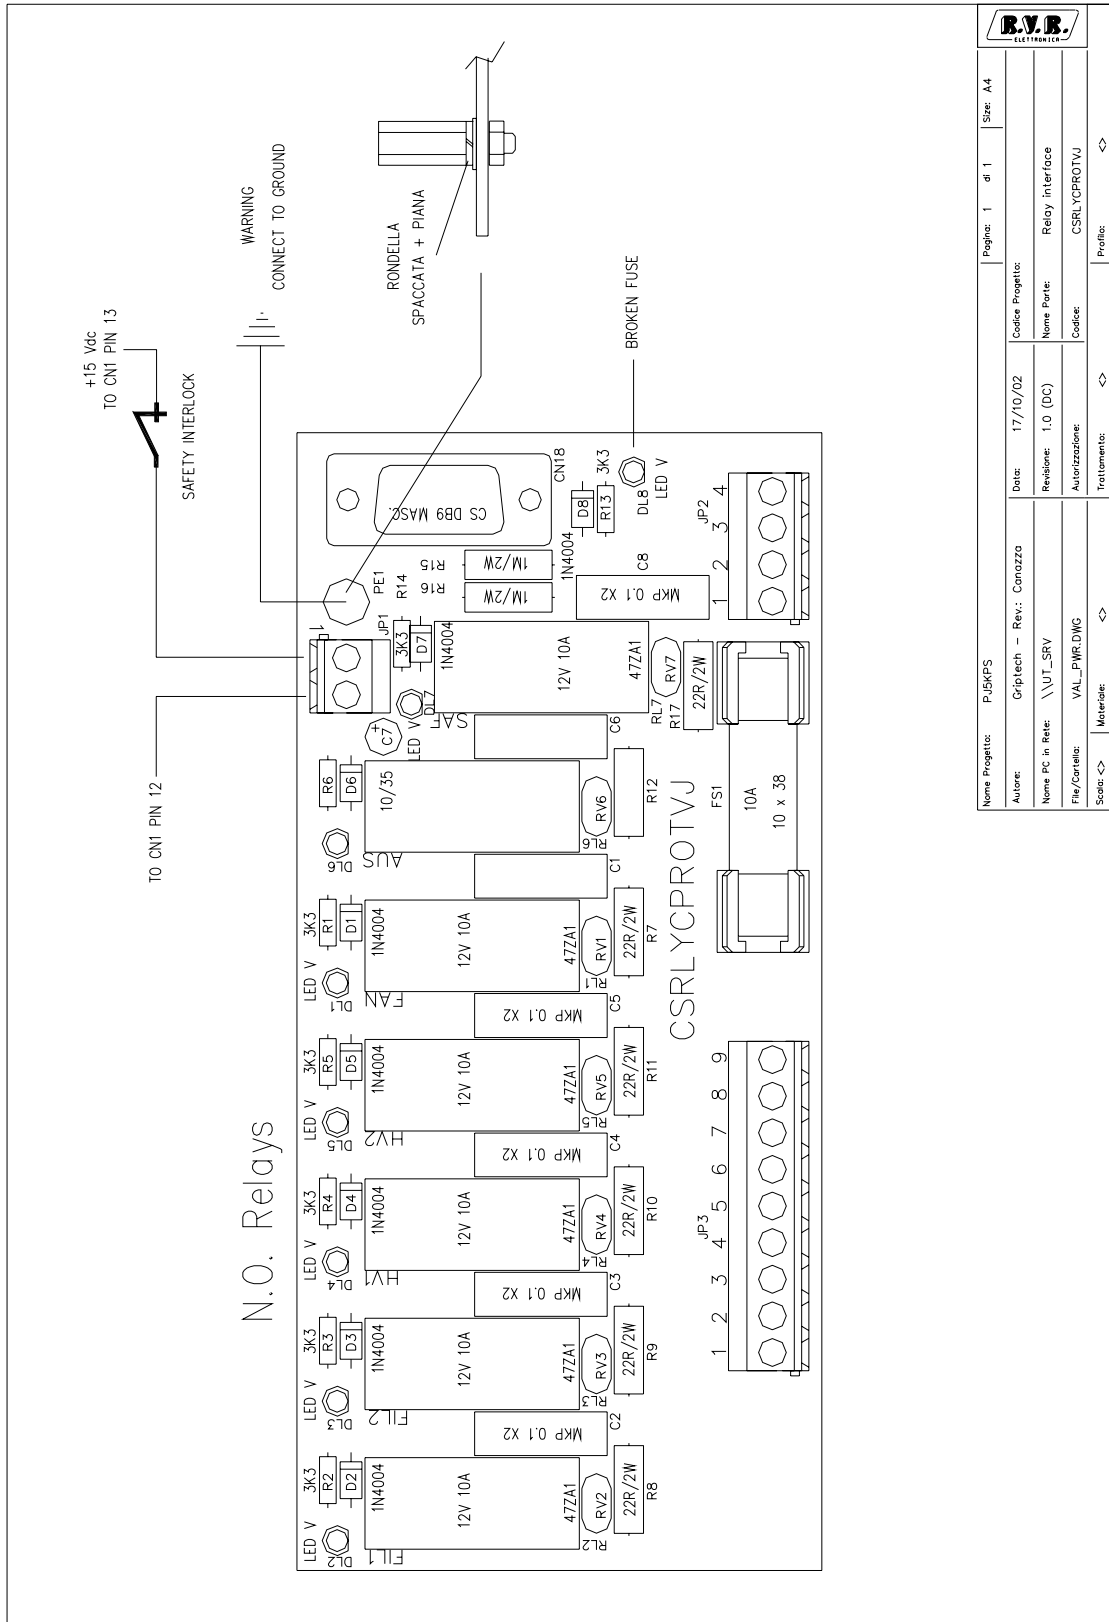 +15 Vdc
TO CN1 PIN 13
SAFETY INTERLOCK
TO CN1 PIN 12
WARNING
CONNECT TO GROUND
RONDELLA
SPACCATA + PIANA
BROKEN FUSE
N.O. Relays
LED V
DL2
3K3
R2
D2
1N4004
12V 10A
47ZA1
FIL1
RL2
RV2
22R/2W
R8
MKP 0.1 X2
C2
LED V
DL3
3K3
R3
D3
1N4004
12V 10A
47ZA1
FIL2
RL3
RV3
22R/2W
R9
MKP 0.1 X2
C3
LED V
DL4
3K3
R4
D4
1N4004
12V 10A
47ZA1
HV1
RL4
RV4
22R/2W
R10
MKP 0.1 X2
C4
LED V
DL5
3K3
R5
D5
1N4004
12V 10A
47ZA1
HV2
RL5
RV5
22R/2W
R11
MKP 0.1 X2
C5
LED V
DL1
3K3
R1
D1
1N4004
12V 10A
47ZA1
FAN
RL1
RV1
22R/2W
R7
C1
DL6
R6
D6
10/35
AUS
RL6
RV6
R12
C6
+
C7
LED V
DL7
SAF
1
JP1
3K3
R14
D7
1N4004
12V 10A
47ZA1
RL7
RV7
R17
22R/2W
PE1
R15
1M/2W
R16
1M/2W
MKP 0.1 X2
C8
CS DB9 MASC.
CN18
1N4004
D8
R13
3K3
DL8
LED V
CSRLYCPROTVJ
JP3
1 2 3 4 5 6 7 8 9
FS1
10A
10 x 38
JP2
1 2 3 4
Nome Progetto: PJ5KPS
Pagina: 1 di 1
Size: A4
R.V.R.
ELETTRONICA
Autore: Griptech - Rev.: Canazza
Data: 17/10/02
Codice Progetto:
Nome PC in Rete: \\UT_SRV
Revisione: 1.0 (DC)
Nome Parte: Relay interface
File/Cartella: VAL_PWR.DWG
Autorizzazione:
Codice: CSRLYCPROTVJ
Scala: <>
Materiale: <>
Trattamento: <>
Profilo: <>